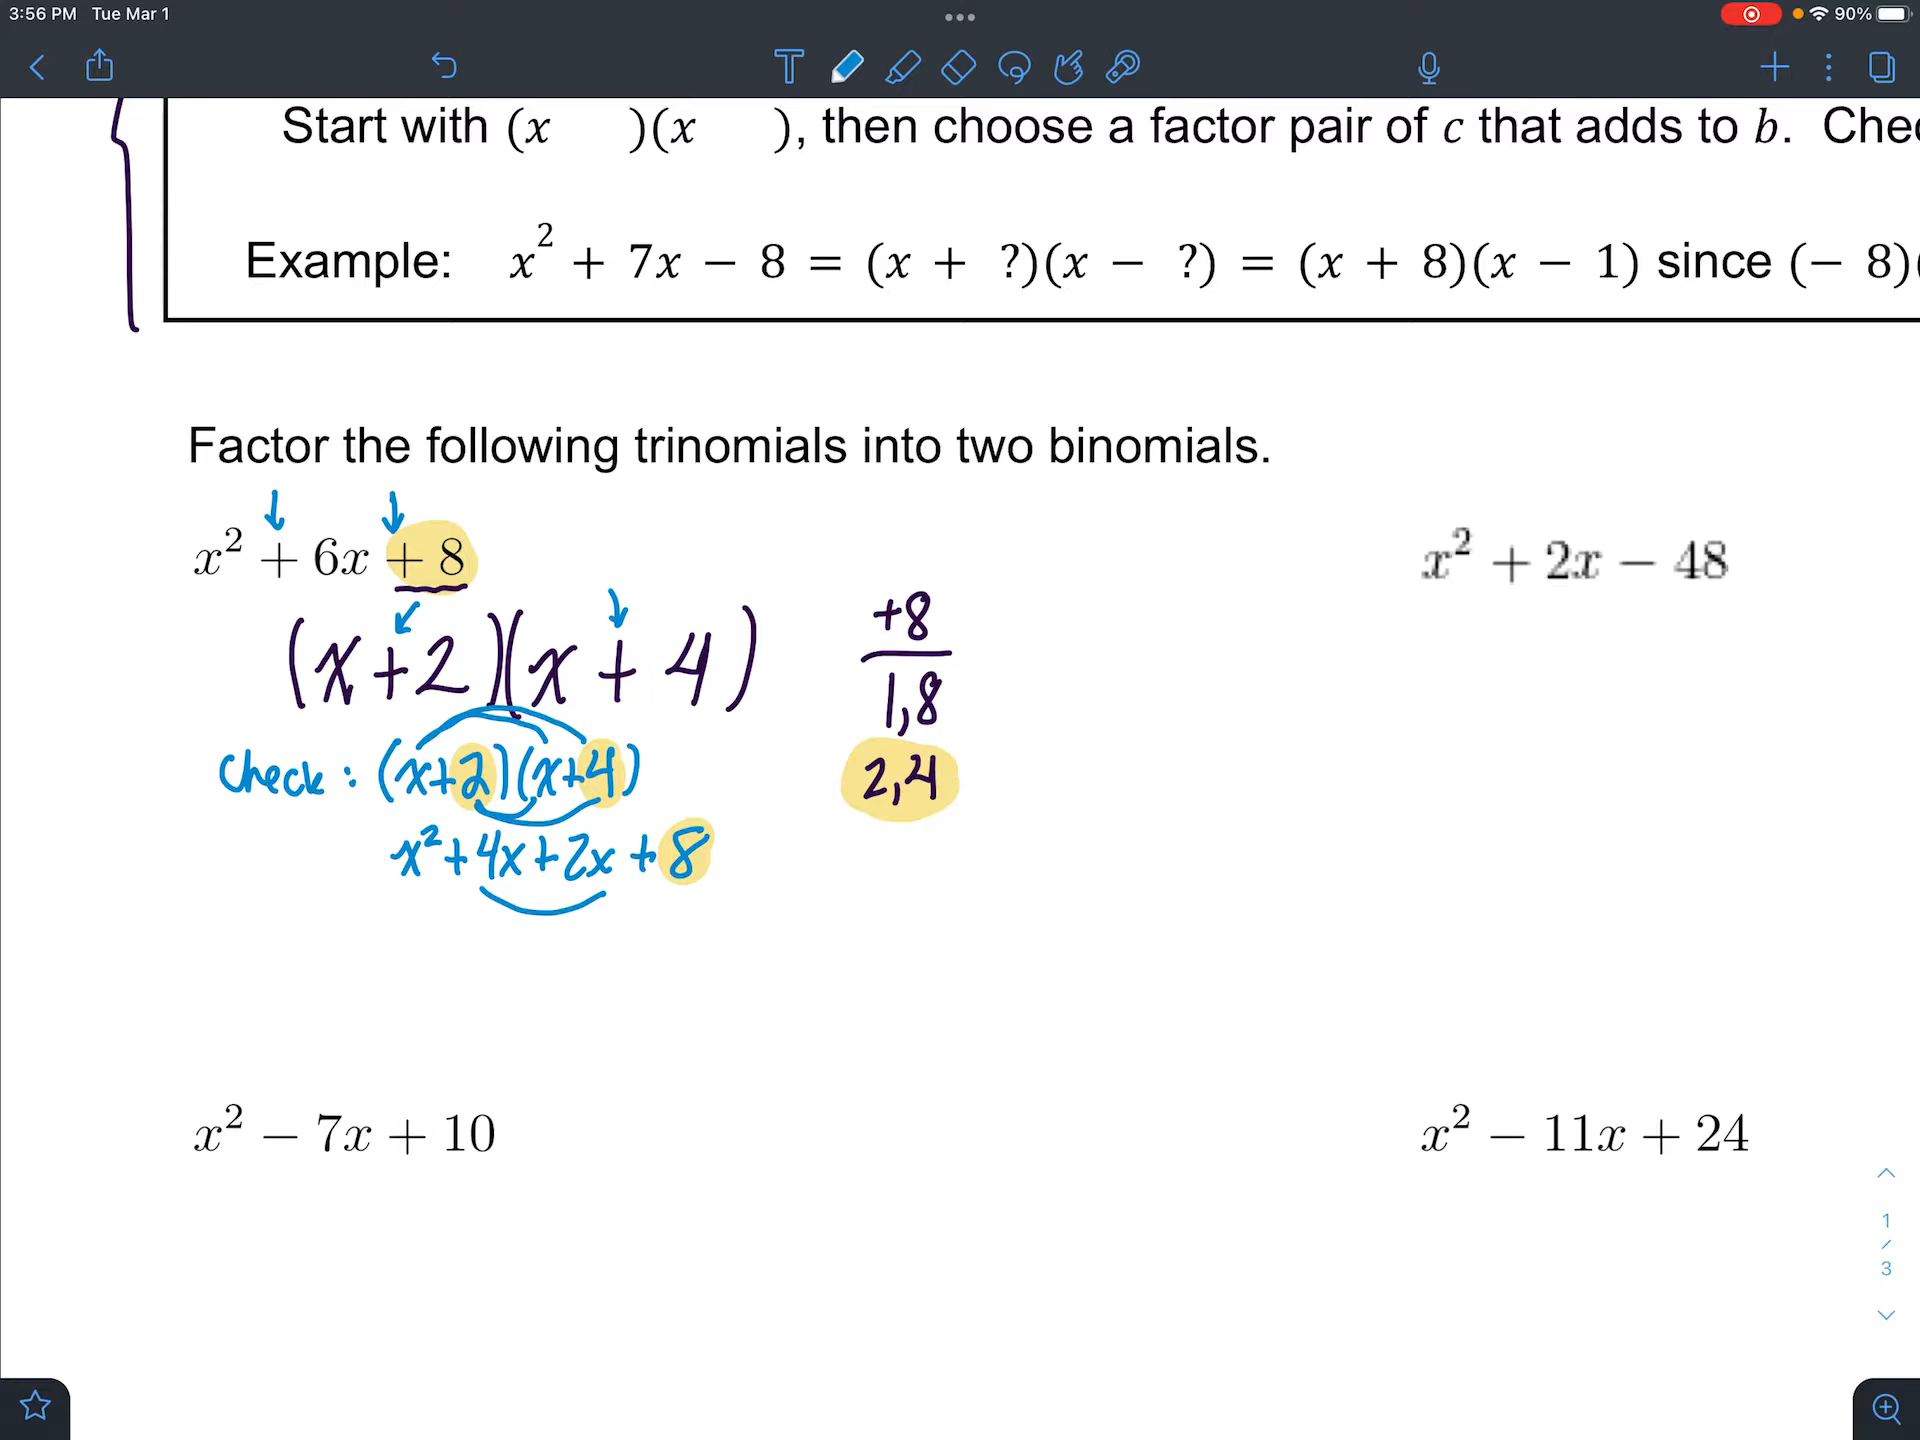 3:56 PM Tue Mar 1
90%
Start with (x )(x ), then choose a factor pair of c that adds to b. Chec
Example: x² + 7x − 8 = (x + ?)(x − ?) = (x + 8)(x − 1) since (− 8)(
Factor the following trinomials into two binomials.
x² + 6x + 8
(x+2)(x+4)
+8
1,8
2,4
check: (x+2)(x+4)
x²+4x+2x+8
x² + 2x − 48
x² − 7x + 10
x² − 11x + 24
1
/
3